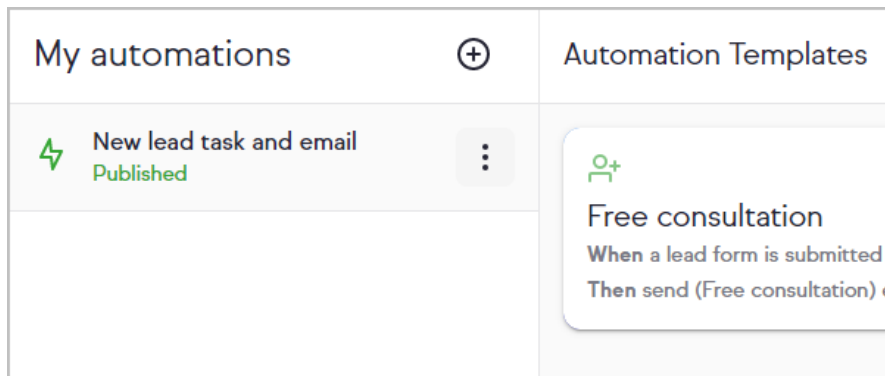 My automations
New lead task and email
Published
Automation Templates
Free consultation
When a lead form is submitted
Then send (Free consultation)